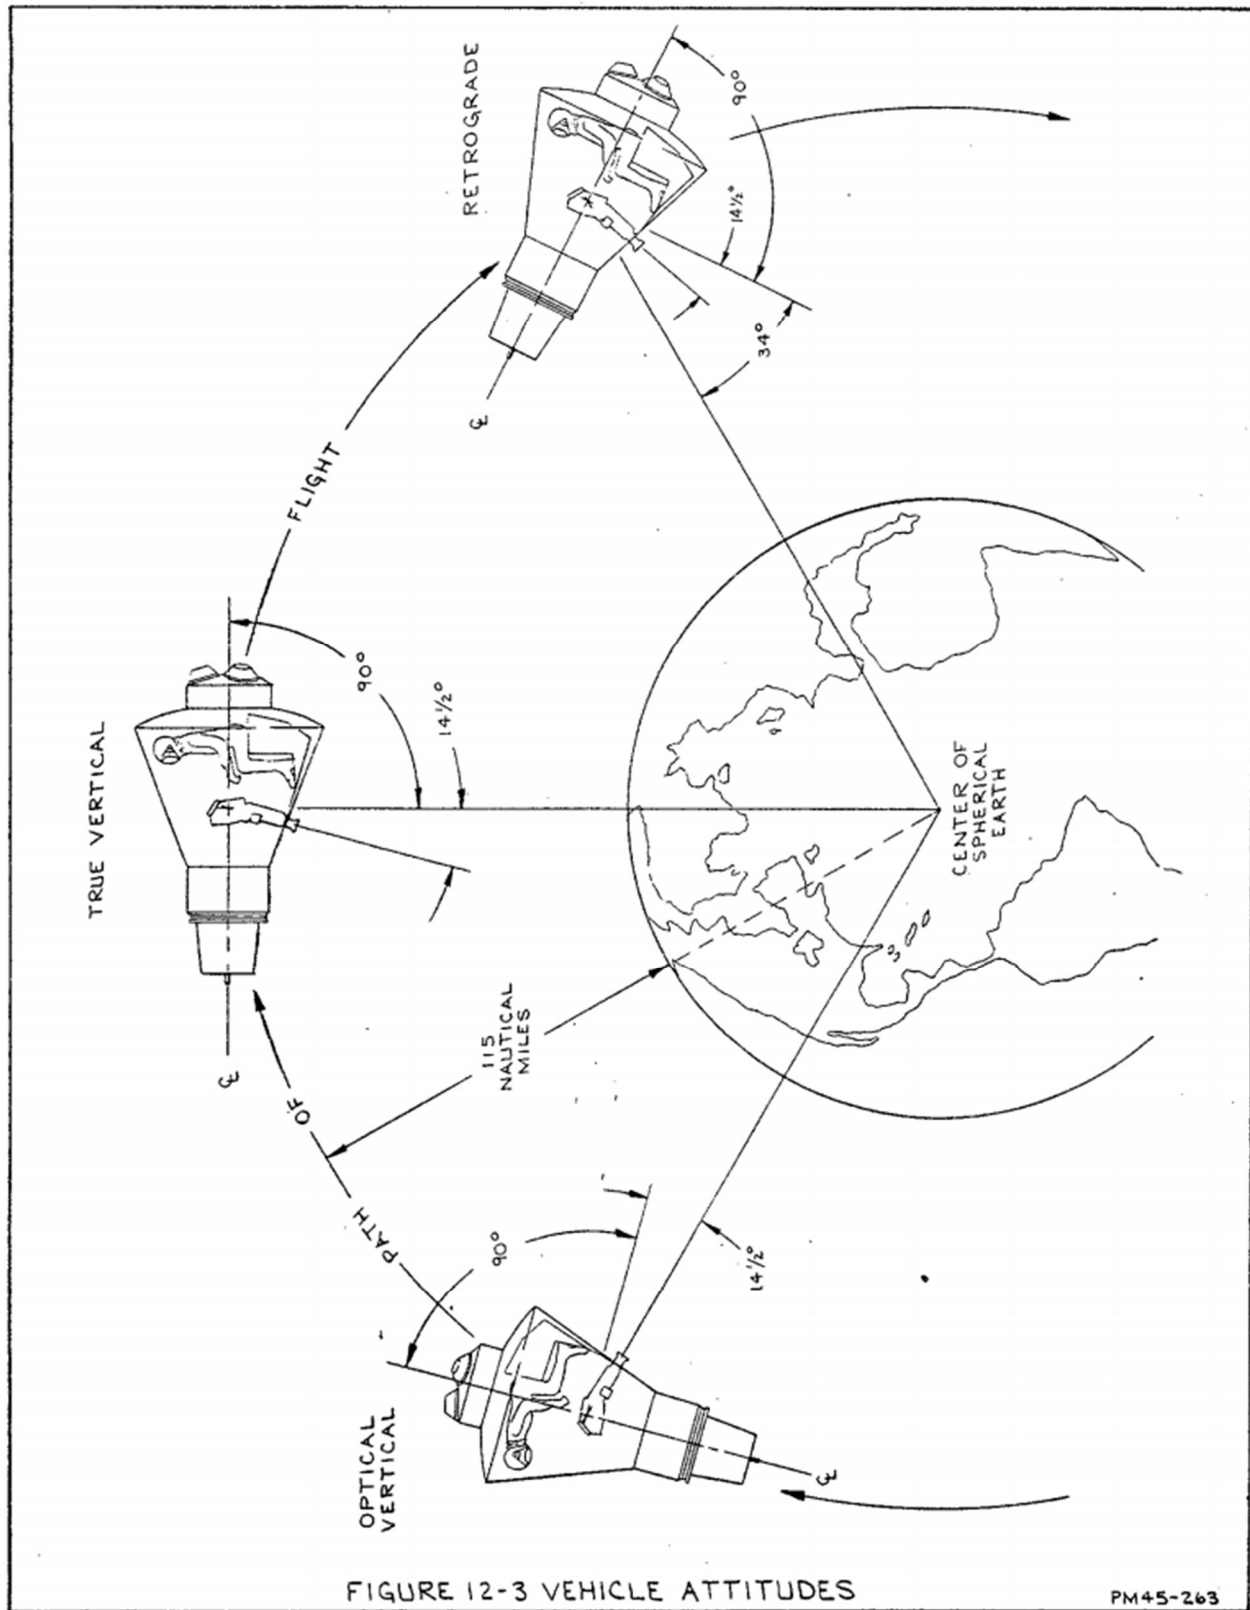 RETROGRADE
90°
14½°
34°
℄
FLIGHT
TRUE VERTICAL
90°
14½°
℄
CENTER OF
SPHERICAL
EARTH
115
NAUTICAL
MILES
OF
PATH
90°
14½°
OPTICAL
VERTICAL
℄
FIGURE 12-3 VEHICLE ATTITUDES
PM45-263